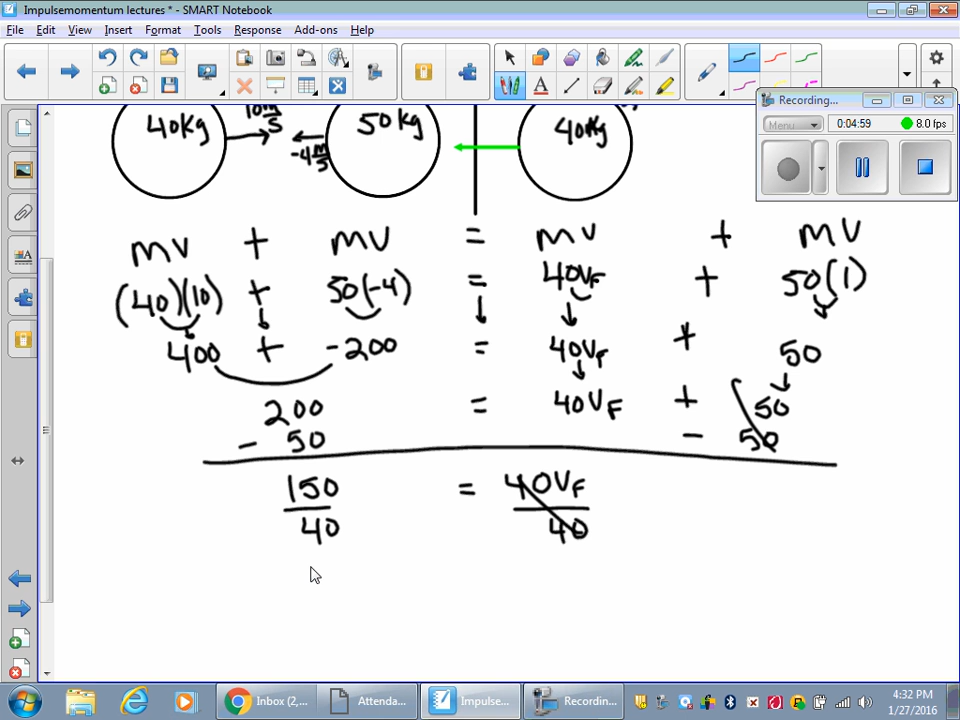 Impulsemomentum lectures * - SMART Notebook
File Edit View Insert Format Tools Response Add-ons Help
Recording...
Menu 0:04:59 8.0 fps
40kg 10 m/s -4 m/s 50kg 40kg
mv + mv = mv + mv
(40)(10) + 50(-4) = 40VF + 50(1)
400 + -200 = 40VF + 50
200 = 40VF + 50
- 50 - 50
150 = 40VF
40 40
Inbox (2,... Attenda... Impulse... Recording...
4:32 PM
1/27/2016